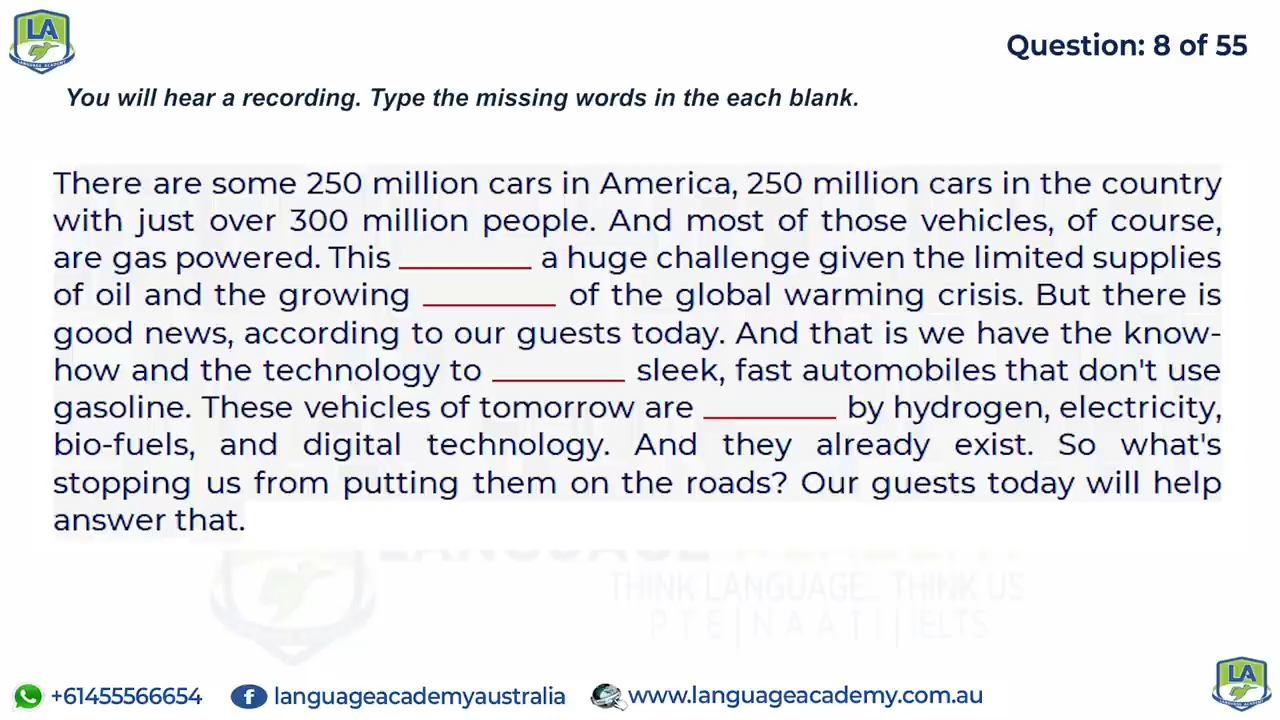 LA
LANGUAGE ACADEMY
Question: 8 of 55
You will hear a recording. Type the missing words in the each blank.
There are some 250 million cars in America, 250 million cars in the country
with just over 300 million people. And most of those vehicles, of course,
are gas powered. This _________ a huge challenge given the limited supplies
of oil and the growing _________ of the global warming crisis. But there is
good news, according to our guests today. And that is we have the know-
how and the technology to _________ sleek, fast automobiles that don't use
gasoline. These vehicles of tomorrow are _________ by hydrogen, electricity,
bio-fuels, and digital technology. And they already exist. So what's
stopping us from putting them on the roads? Our guests today will help
answer that.
THINK LANGUAGE, THINK US
PTE | NAATI | IELTS
+61455566654 languageacademyaustralia www.languageacademy.com.au
LA